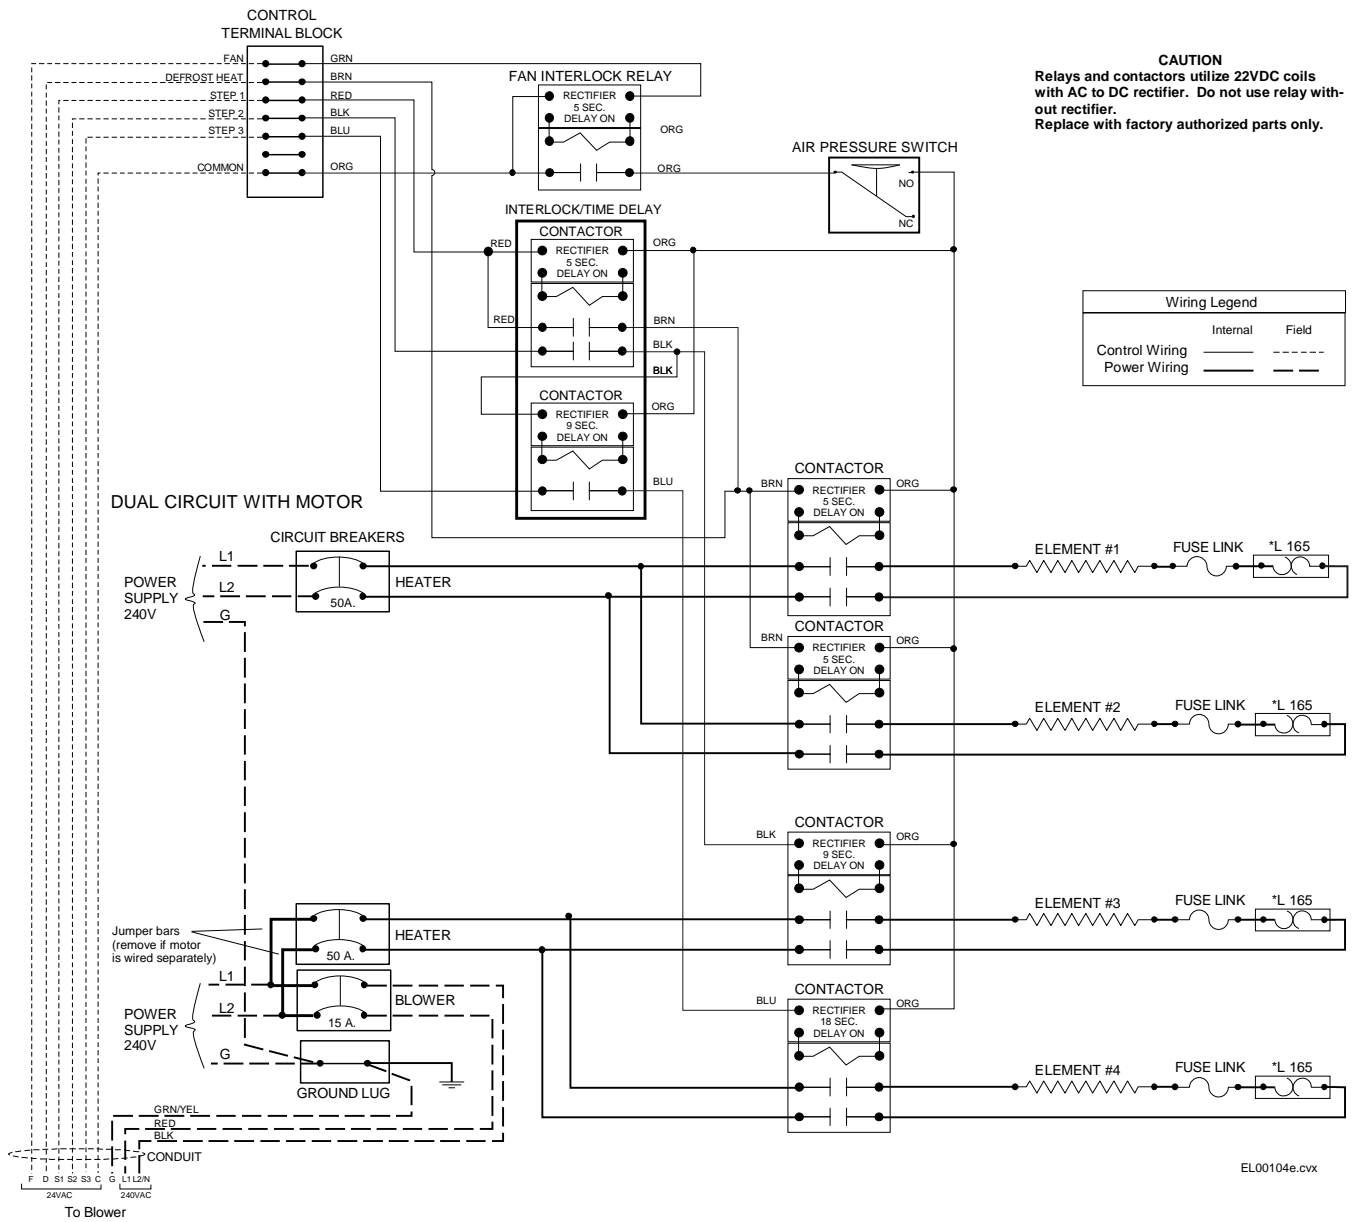 CONTROL
TERMINAL BLOCK
FAN
GRN
DEFROST HEAT
BRN
STEP 1
RED
STEP 2
BLK
STEP 3
BLU
COMMON
ORG
FAN INTERLOCK RELAY
RECTIFIER
5 SEC.
DELAY ON
ORG
ORG
CAUTION
Relays and contactors utilize 22VDC coils
with AC to DC rectifier. Do not use relay with-
out rectifier.
Replace with factory authorized parts only.
AIR PRESSURE SWITCH
NO
NC
INTERLOCK/TIME DELAY
CONTACTOR
RED
RECTIFIER
5 SEC.
DELAY ON
ORG
RED
BRN
BLK
BLK
CONTACTOR
RECTIFIER
9 SEC.
DELAY ON
ORG
BLU
Wiring Legend
Internal Field
Control Wiring
Power Wiring
DUAL CIRCUIT WITH MOTOR
CIRCUIT BREAKERS
L1
L2
G
POWER
SUPPLY
240V
50A.
HEATER
CONTACTOR
BRN
RECTIFIER
5 SEC.
DELAY ON
ORG
ELEMENT #1
FUSE LINK
*L 165
CONTACTOR
BRN
RECTIFIER
5 SEC.
DELAY ON
ORG
ELEMENT #2
FUSE LINK
*L 165
CONTACTOR
BLK
RECTIFIER
9 SEC.
DELAY ON
ORG
ELEMENT #3
FUSE LINK
*L 165
Jumper bars
(remove if motor
is wired separately)
HEATER
50 A.
L1
L2
G
POWER
SUPPLY
240V
BLOWER
15 A.
GROUND LUG
CONTACTOR
BLU
RECTIFIER
18 SEC.
DELAY ON
ORG
ELEMENT #4
FUSE LINK
*L 165
GRN/YEL
RED
BLK
CONDUIT
F D S1 S2 S3 C G L1 L2/N
24VAC 240VAC
To Blower
EL00104e.cvx